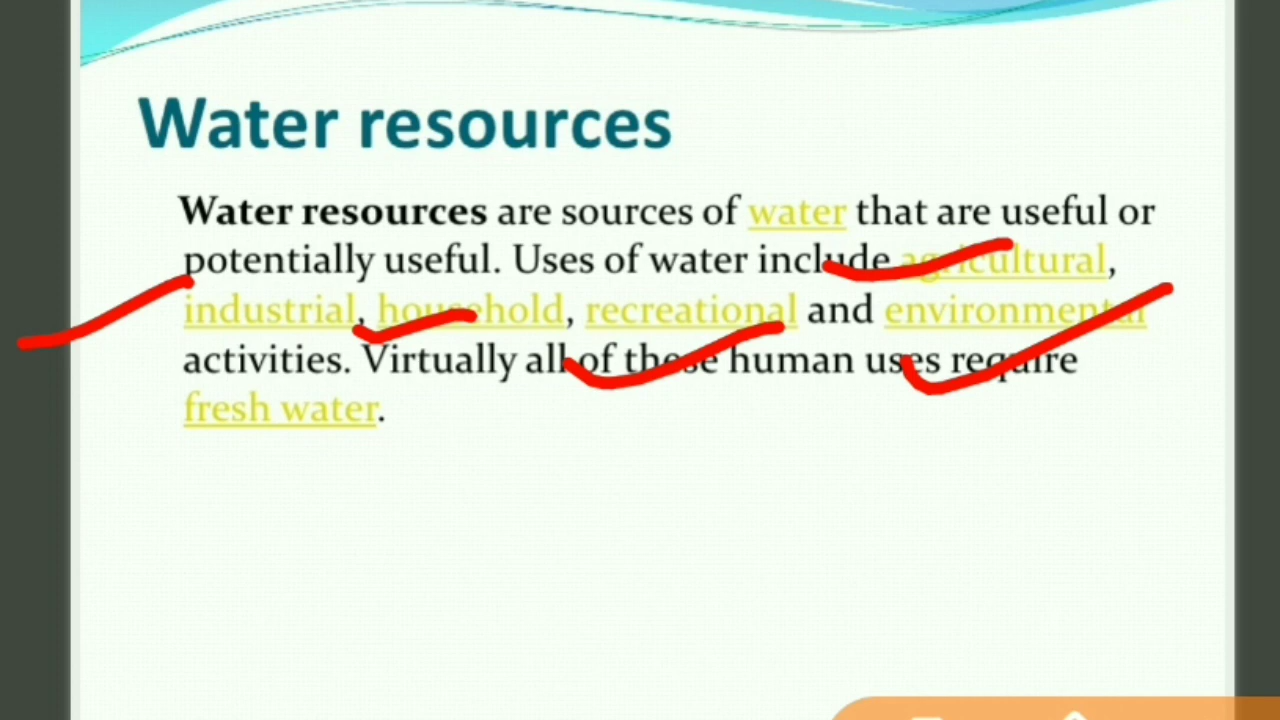 Water resources
Water resources are sources of water that are useful or
potentially useful. Uses of water include agricultural,
industrial, household, recreational and environmental
activities. Virtually all of these human uses require
fresh water.